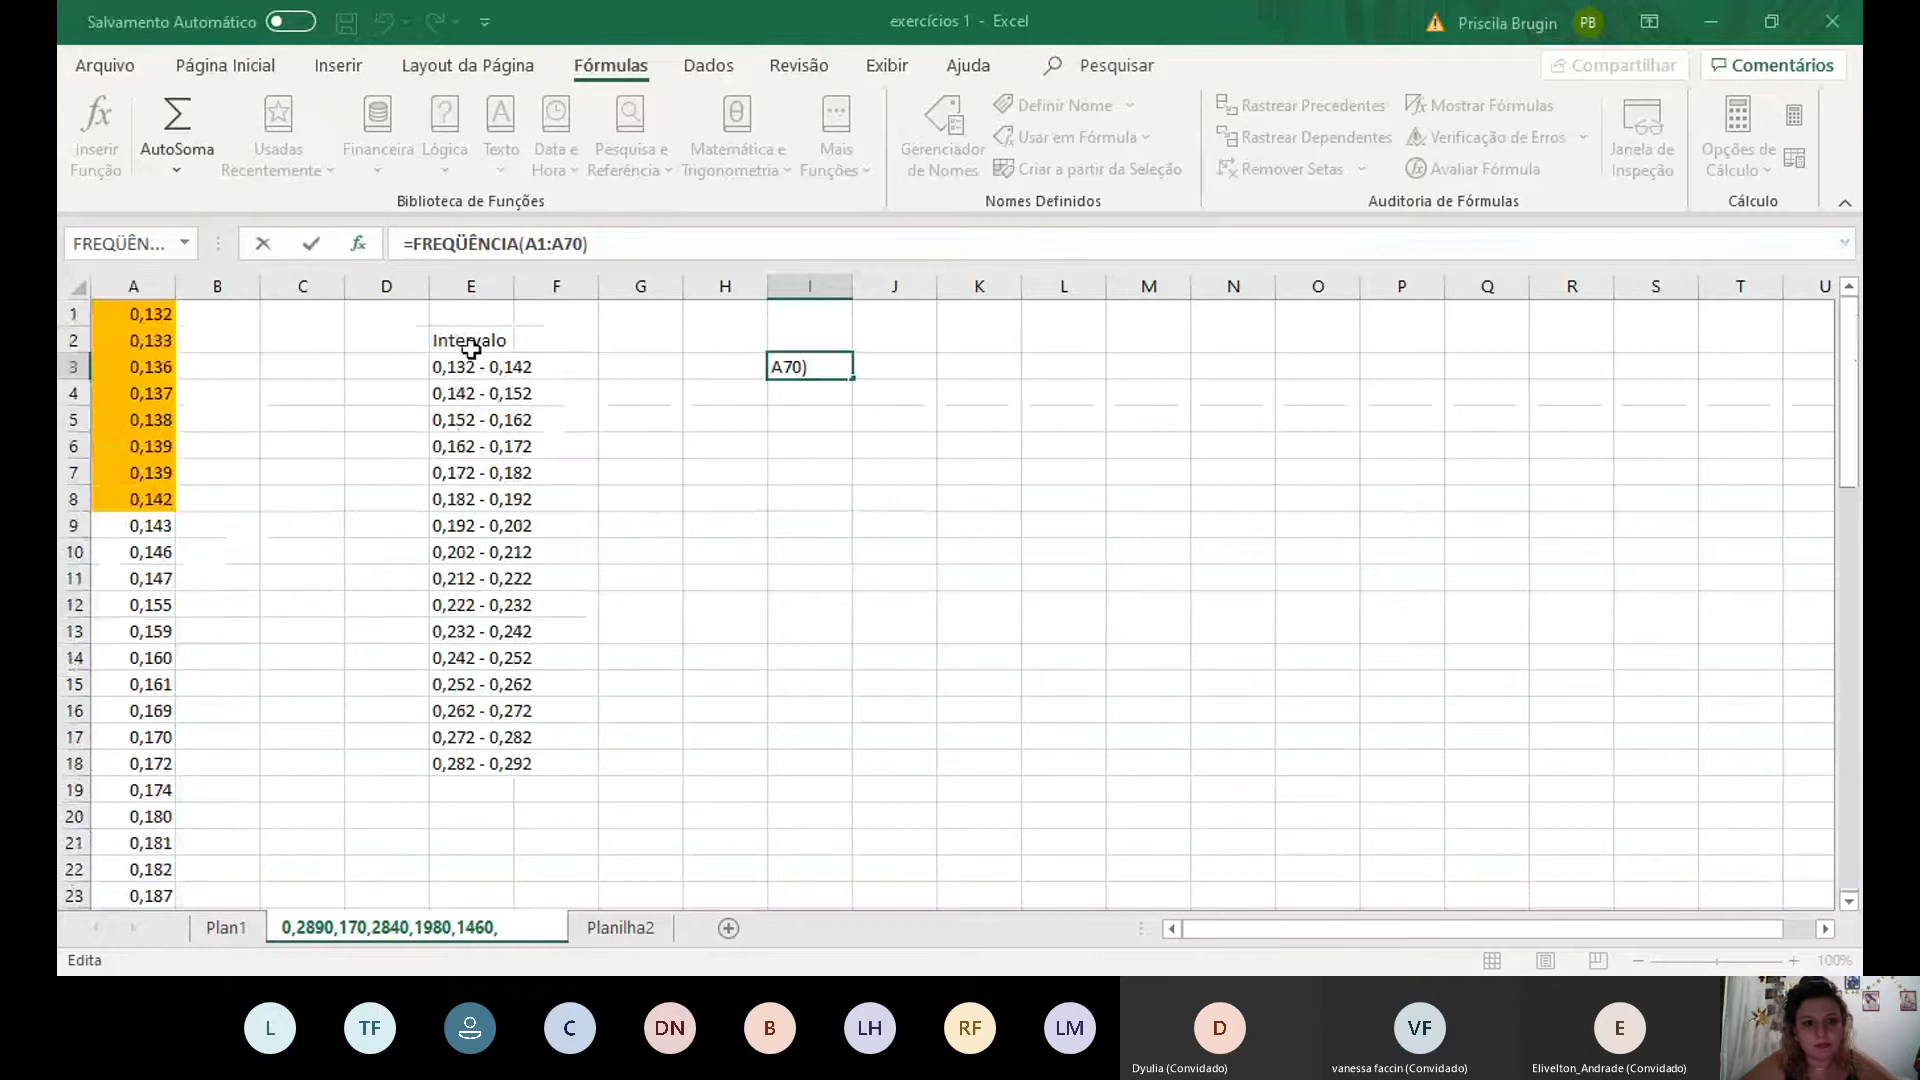 Salvamento Automático
exercícios 1 - Excel
Priscila Brugin
PB
Arquivo
Página Inicial
Inserir
Layout da Página
Fórmulas
Dados
Revisão
Exibir
Ajuda
Pesquisar
Compartilhar
Comentários
Inserir Função
AutoSoma
Usadas Recentemente
Financeira
Lógica
Texto
Data e Hora
Pesquisa e Referência
Matemática e Trigonometria
Mais Funções
Biblioteca de Funções
Gerenciador de Nomes
Definir Nome
Usar em Fórmula
Criar a partir da Seleção
Nomes Definidos
Rastrear Precedentes
Rastrear Dependentes
Remover Setas
Mostrar Fórmulas
Verificação de Erros
Avaliar Fórmula
Auditoria de Fórmulas
Janela de Inspeção
Opções de Cálculo
Cálculo
FREQÜÊN...
fx
=FREQÜÊNCIA(A1:A70)
A B C D E F G H I J K L M N O P Q R S T U
1 0,132
2 0,133 Intervalo
3 0,136 0,132 - 0,142 A70)
4 0,137 0,142 - 0,152
5 0,138 0,152 - 0,162
6 0,139 0,162 - 0,172
7 0,139 0,172 - 0,182
8 0,142 0,182 - 0,192
9 0,143 0,192 - 0,202
10 0,146 0,202 - 0,212
11 0,147 0,212 - 0,222
12 0,155 0,222 - 0,232
13 0,159 0,232 - 0,242
14 0,160 0,242 - 0,252
15 0,161 0,252 - 0,262
16 0,169 0,262 - 0,272
17 0,170 0,272 - 0,282
18 0,172 0,282 - 0,292
19 0,174
20 0,180
21 0,181
22 0,182
23 0,187
Plan1
0,2890,170,2840,1980,1460,
Planilha2
Edita
100%
L
TF
C
DN
B
LH
RF
LM
D
VF
E
Dyulia (Convidado)
vanessa faccin (Convidado)
Elivelton_Andrade (Convidado)